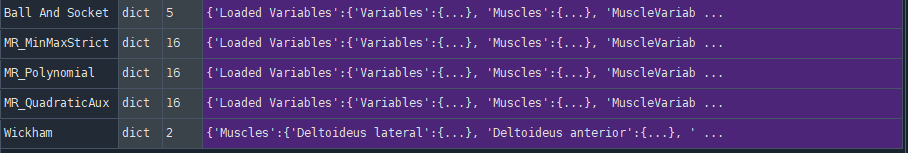 Ball And Socket dict 5 {'Loaded Variables':{'Variables':{...}, 'Muscles':{...}, 'MuscleVariab ...
MR_MinMaxStrict dict 16 {'Loaded Variables':{'Variables':{...}, 'Muscles':{...}, 'MuscleVariab ...
MR_Polynomial dict 16 {'Loaded Variables':{'Variables':{...}, 'Muscles':{...}, 'MuscleVariab ...
MR_QuadraticAux dict 16 {'Loaded Variables':{'Variables':{...}, 'Muscles':{...}, 'MuscleVariab ...
Wickham dict 2 {'Muscles':{'Deltoideus lateral':{...}, 'Deltoideus anterior':{...}, ' ...